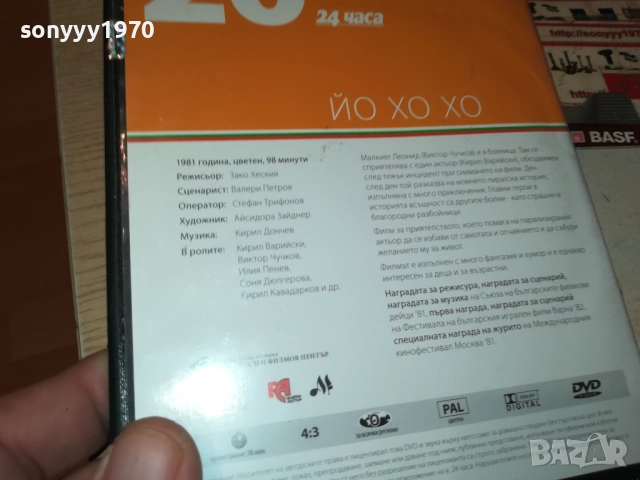 sonyyy1970
sonyyy1970
20
24 часа
BASF
ЙО ХО ХО
1981 година, цветен, 98 минути
Режисьор: Зако Хеския
Сценарист: Валери Петров
Оператор: Стефан Трифонов
Художник: Айсидора Зайднер
Музика: Кирил Дончев
В ролите: Кирил Варийски,
Виктор Чучков,
Илия Пенев,
Соня Дюлгерова,
Кирил Кавадарков и др.
Малкият Леонид (Виктор Чучков) е в болница. Там се
сприятелява с един актьор (Кирил Варийски), обездвижен
след тежък инцидент при снимането на филм. Ден
след ден той разказва на момчето пиратска история,
изпълнена с много приключения. Главни герои в
историята всъщност са другите болни - като страшни и
благородни разбойници.
Филм за приятелството, което помага на парализирания
актьор да се избави от самотата и отчаянието и да събуди
желанието му за живот.
Филмът е изпълнен с много фантазия и хумор и е еднакво
интересен за деца и за възрастни.
Наградата за режисура, наградата за сценарий,
наградата за музика на Съюза на българските филмови
дейци '81, първа награда, наградата за сценарий
на Фестивала на българския игрален филм Варна '82,
специалната награда на журито на Международния
кинофестивал Москва '81.
ФИЛМОВ ЦЕНТЪР
4:3
PAL
DOLBY
DIGITAL
DVD
bazar